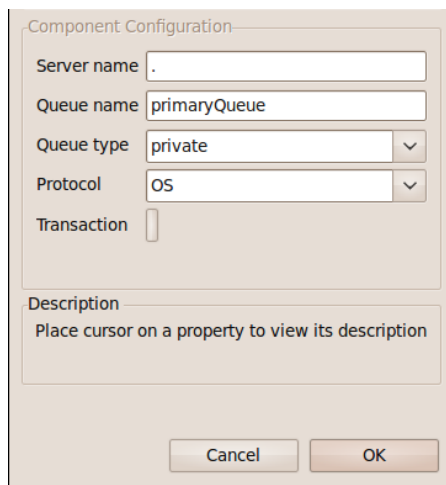 Component Configuration
Server name .
Queue name primaryQueue
Queue type private
Protocol OS
Transaction
Description
Place cursor on a property to view its description
Cancel OK